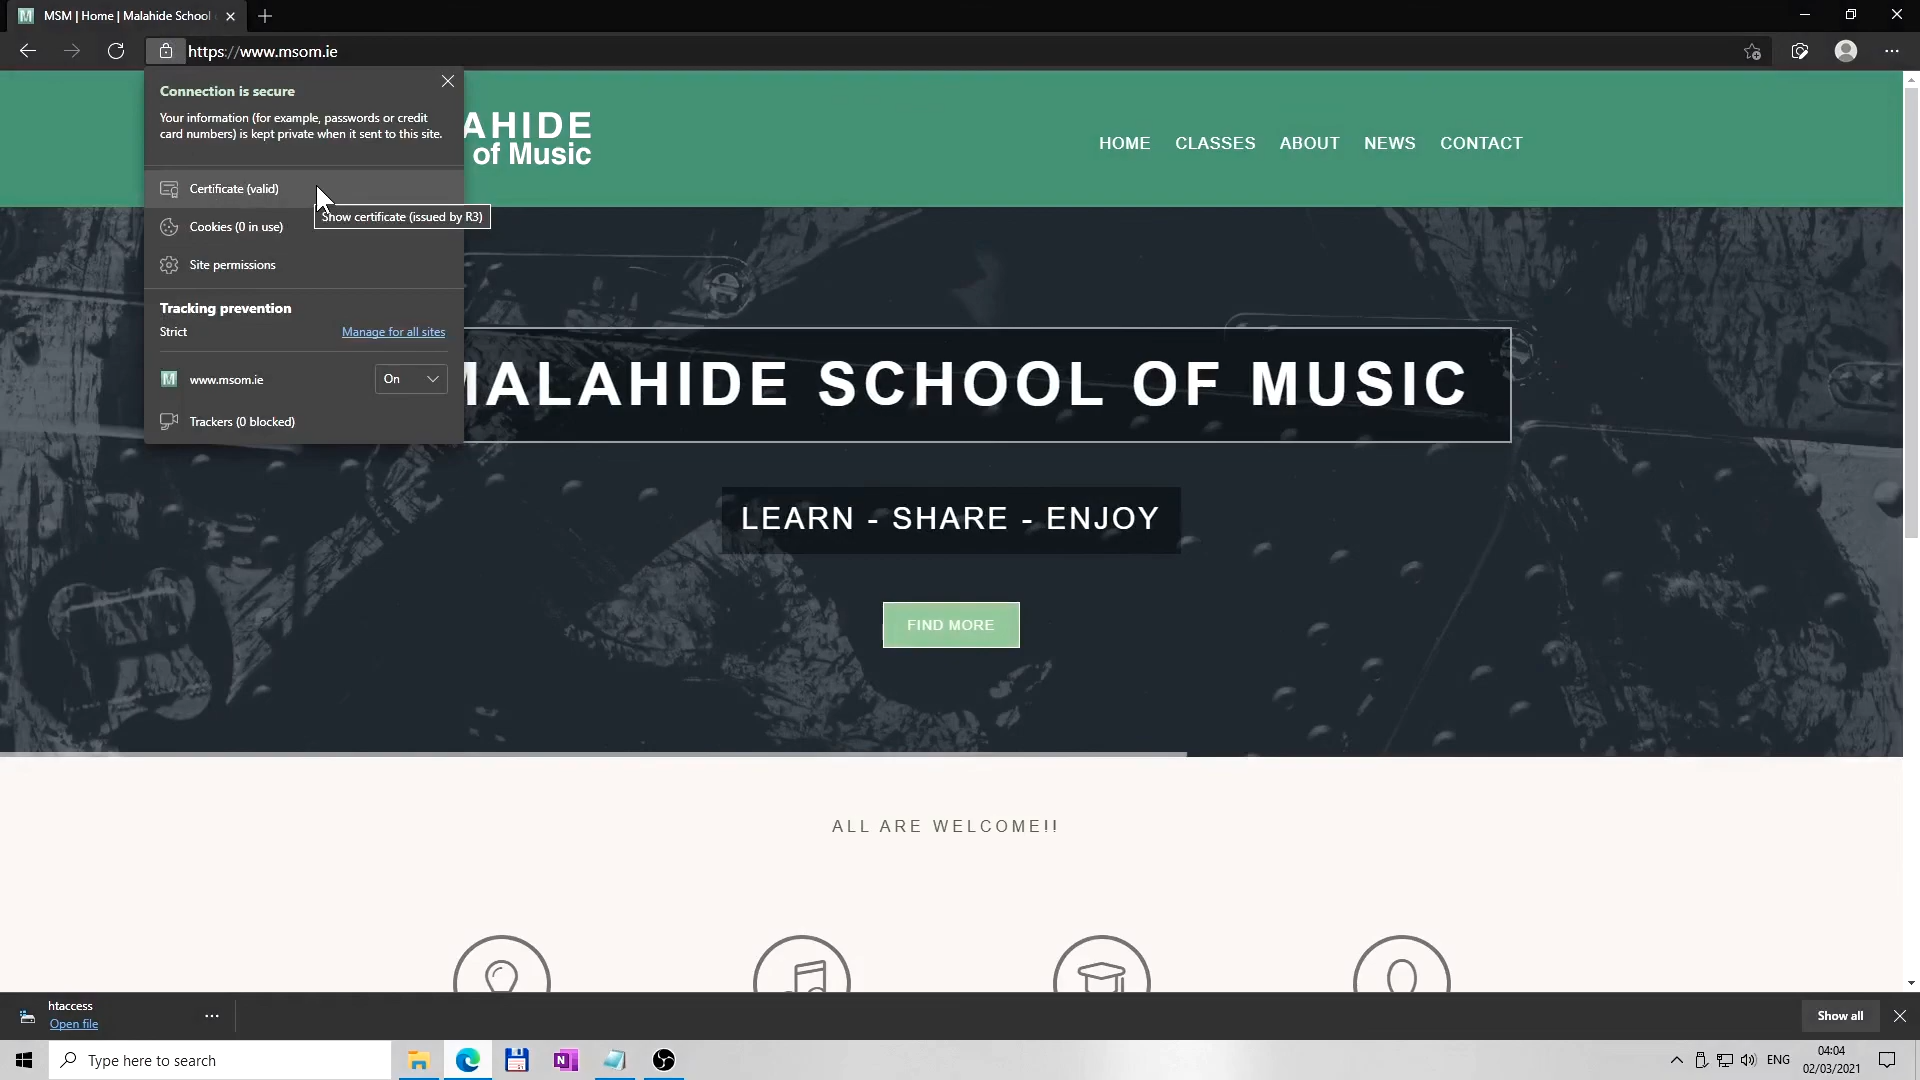 MSM | Home | Malahide School
https://www.msom.ie
Connection is secure
Your information (for example, passwords or credit
card numbers) is kept private when it sent to this site.
Certificate (valid)
Show certificate (issued by R3)
Cookies (0 in use)
Site permissions
Tracking prevention
Strict
Manage for all sites
M www.msom.ie
On
Trackers (0 blocked)
AHIDE
of Music
HOME CLASSES ABOUT NEWS CONTACT
MALAHIDE SCHOOL OF MUSIC
LEARN - SHARE - ENJOY
FIND MORE
ALL ARE WELCOME!!
htaccess
Open file
Show all
Type here to search
ENG
04:04
02/03/2021